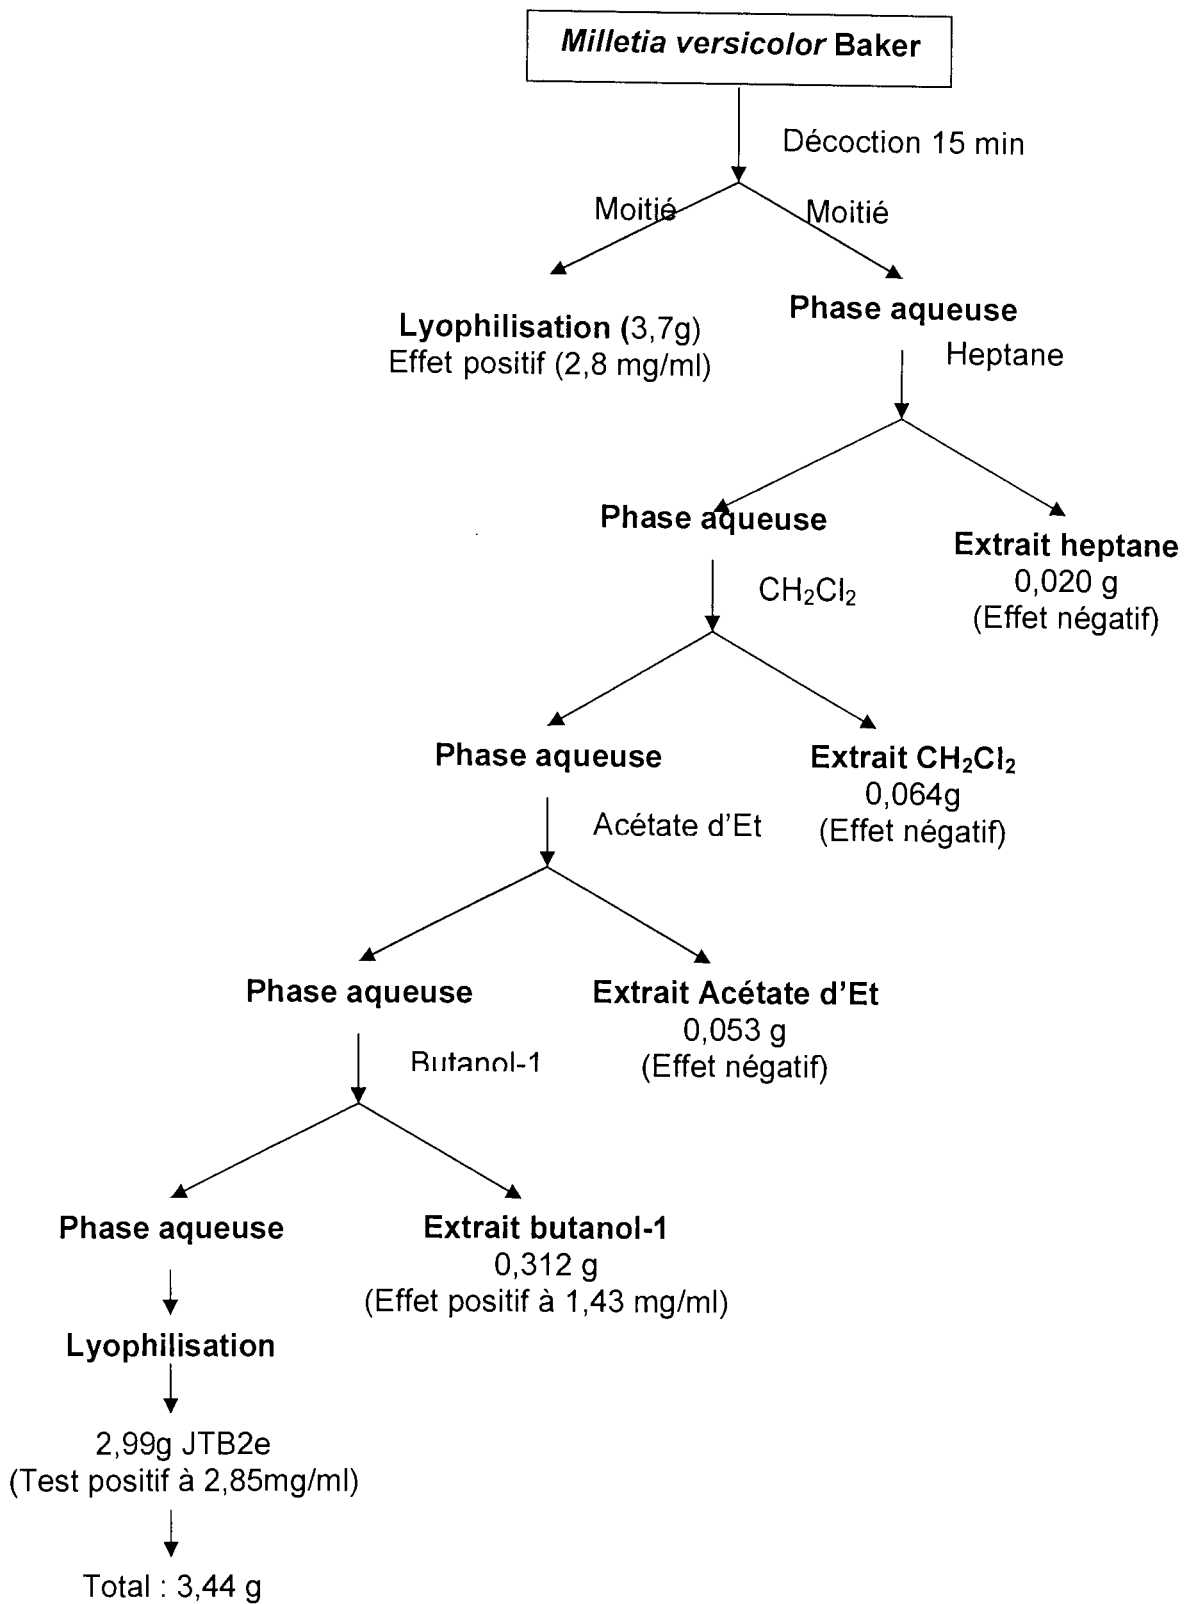 Milletia versicolor Baker
Décoction 15 min
Moitié
Moitié
Lyophilisation (3,7g)
Effet positif (2,8 mg/ml)
Phase aqueuse
Heptane
Phase aqueuse
Extrait heptane
0,020 g
(Effet négatif)
CH₂Cl₂
Phase aqueuse
Extrait CH₂Cl₂
0,064g
(Effet négatif)
Acétate d'Et
Phase aqueuse
Extrait Acétate d'Et
0,053 g
(Effet négatif)
Butanol-1
Phase aqueuse
Extrait butanol-1
0,312 g
(Effet positif à 1,43 mg/ml)
Lyophilisation
2,99g JTB2e
(Test positif à 2,85mg/ml)
Total : 3,44 g